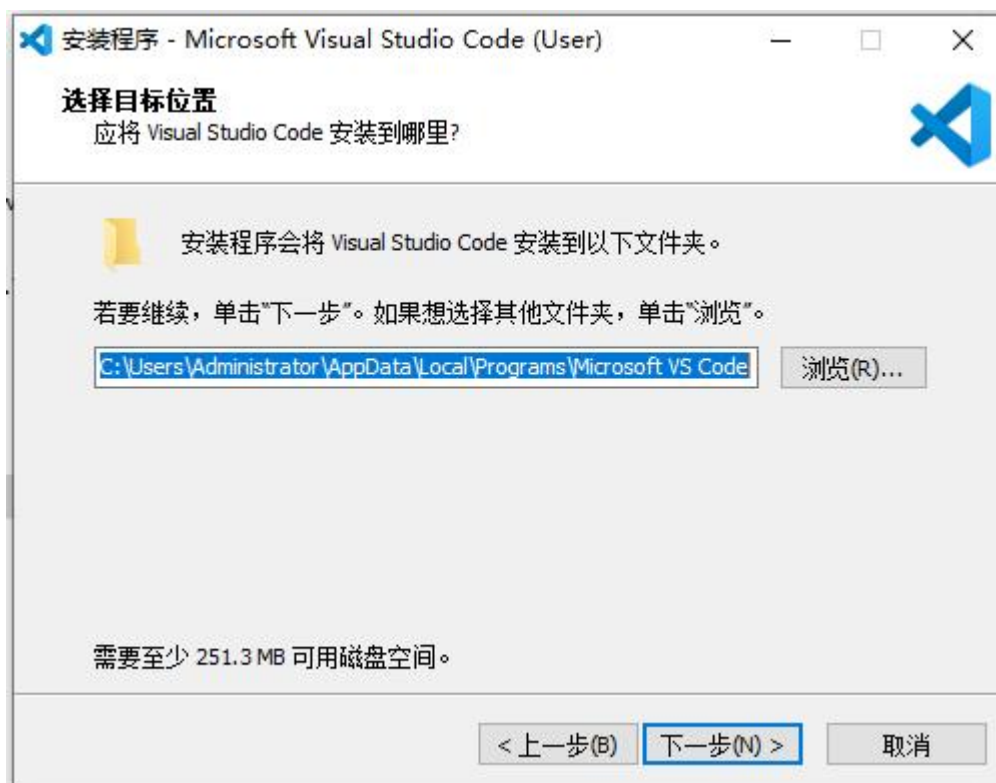 安装程序 - Microsoft Visual Studio Code (User)
选择目标位置
应将 Visual Studio Code 安装到哪里?
安装程序会将 Visual Studio Code 安装到以下文件夹。
若要继续，单击“下一步”。如果想选择其他文件夹，单击“浏览”。
C:\Users\Administrator\AppData\Local\Programs\Microsoft VS Code
浏览(R)...
需要至少 251.3 MB 可用磁盘空间。
< 上一步(B)
下一步(N) >
取消